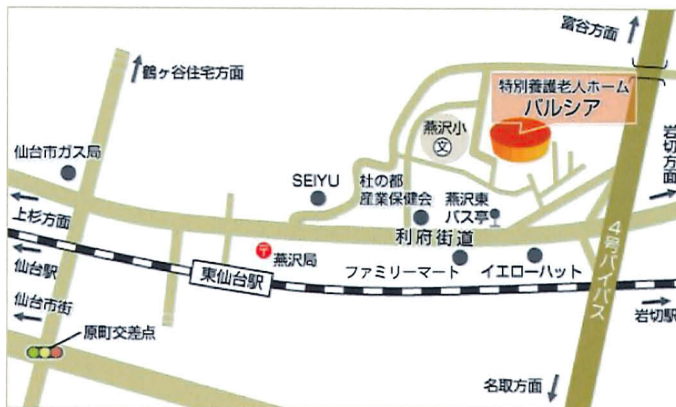 富谷方面
鶴ヶ谷住宅方面
特別養護老人ホーム
パルシア
燕沢小
文
岩切方面
仙台市ガス局
SEIYU
杜の都
産業保健会
燕沢東
バス亭
上杉方面
利府街道
4号バイパス
〒
燕沢局
ファミリーマート
イエローハット
仙台駅
東仙台駅
仙台市街
岩切駅
原町交差点
名取方面